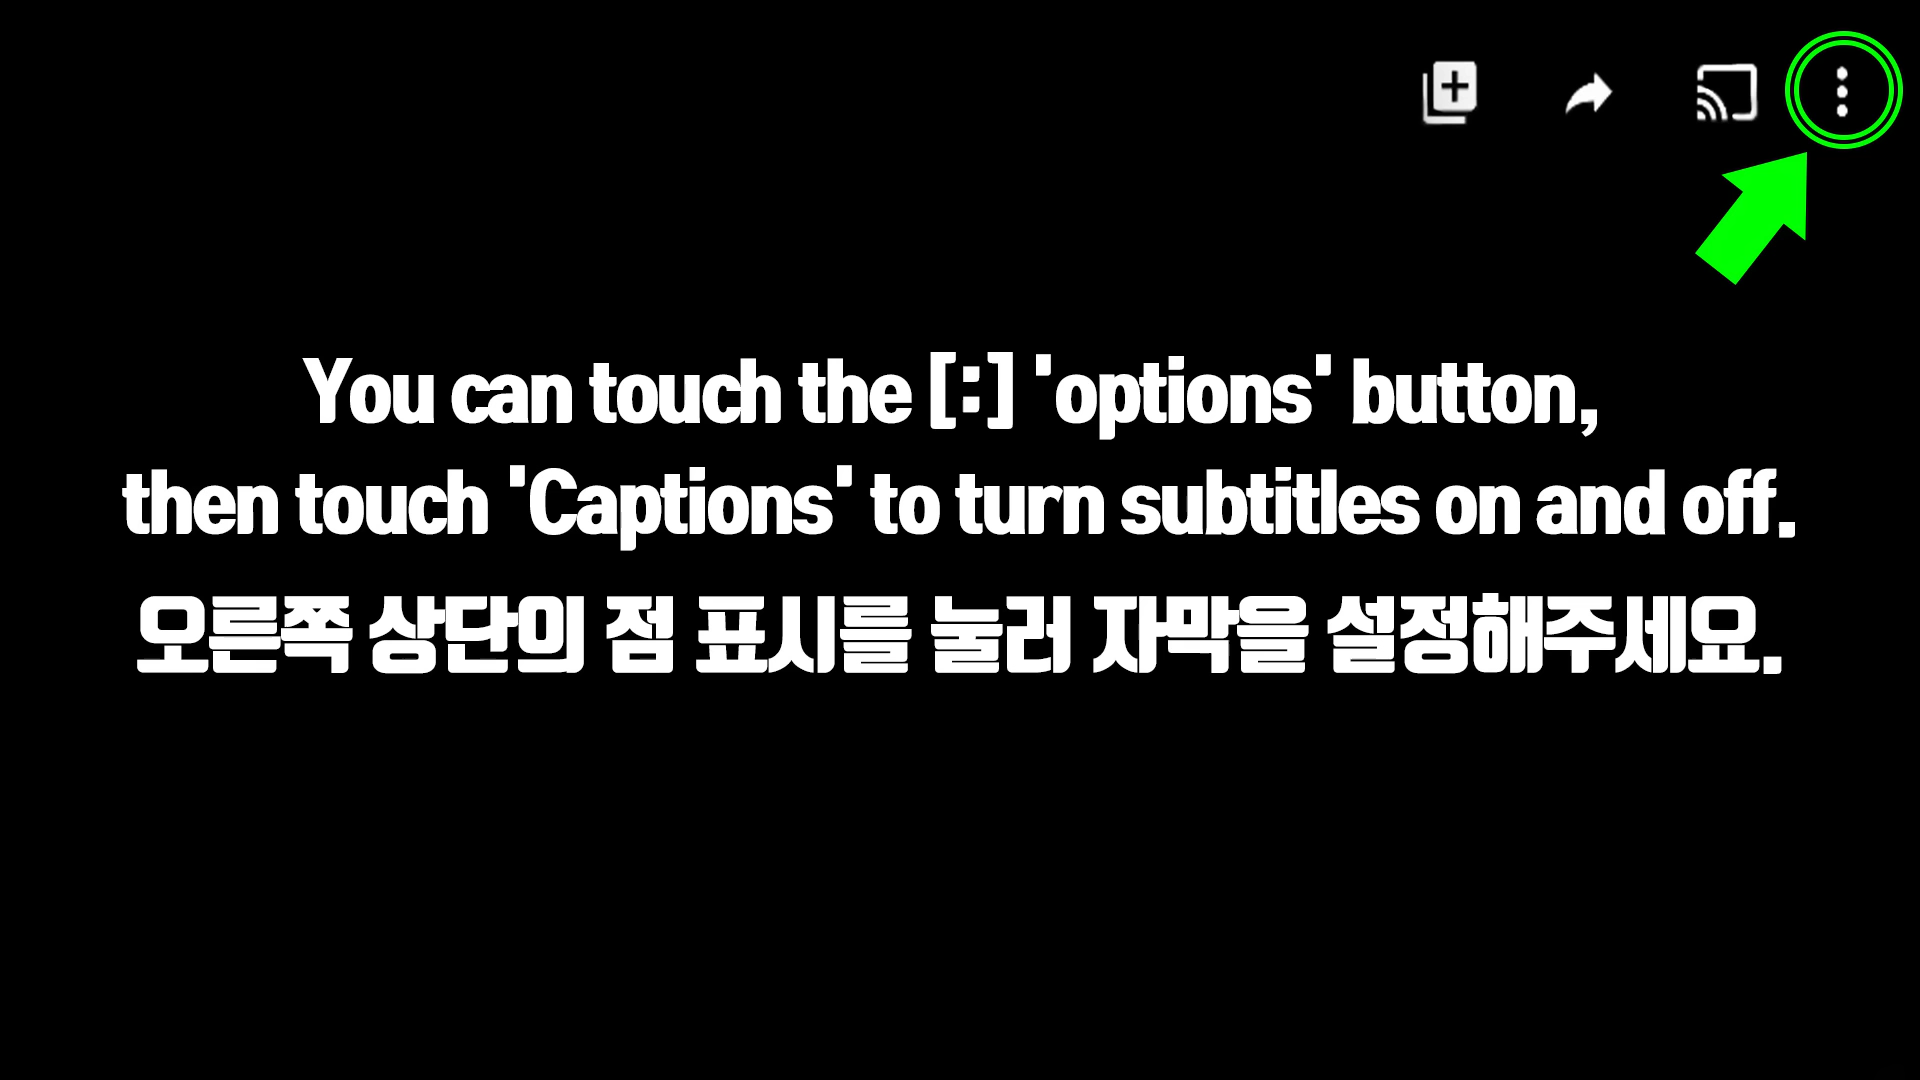 You can touch the [:] 'options' button,
then touch 'Captions' to turn subtitles on and off.
오른쪽 상단의 점 표시를 눌러 자막을 설정해주세요.